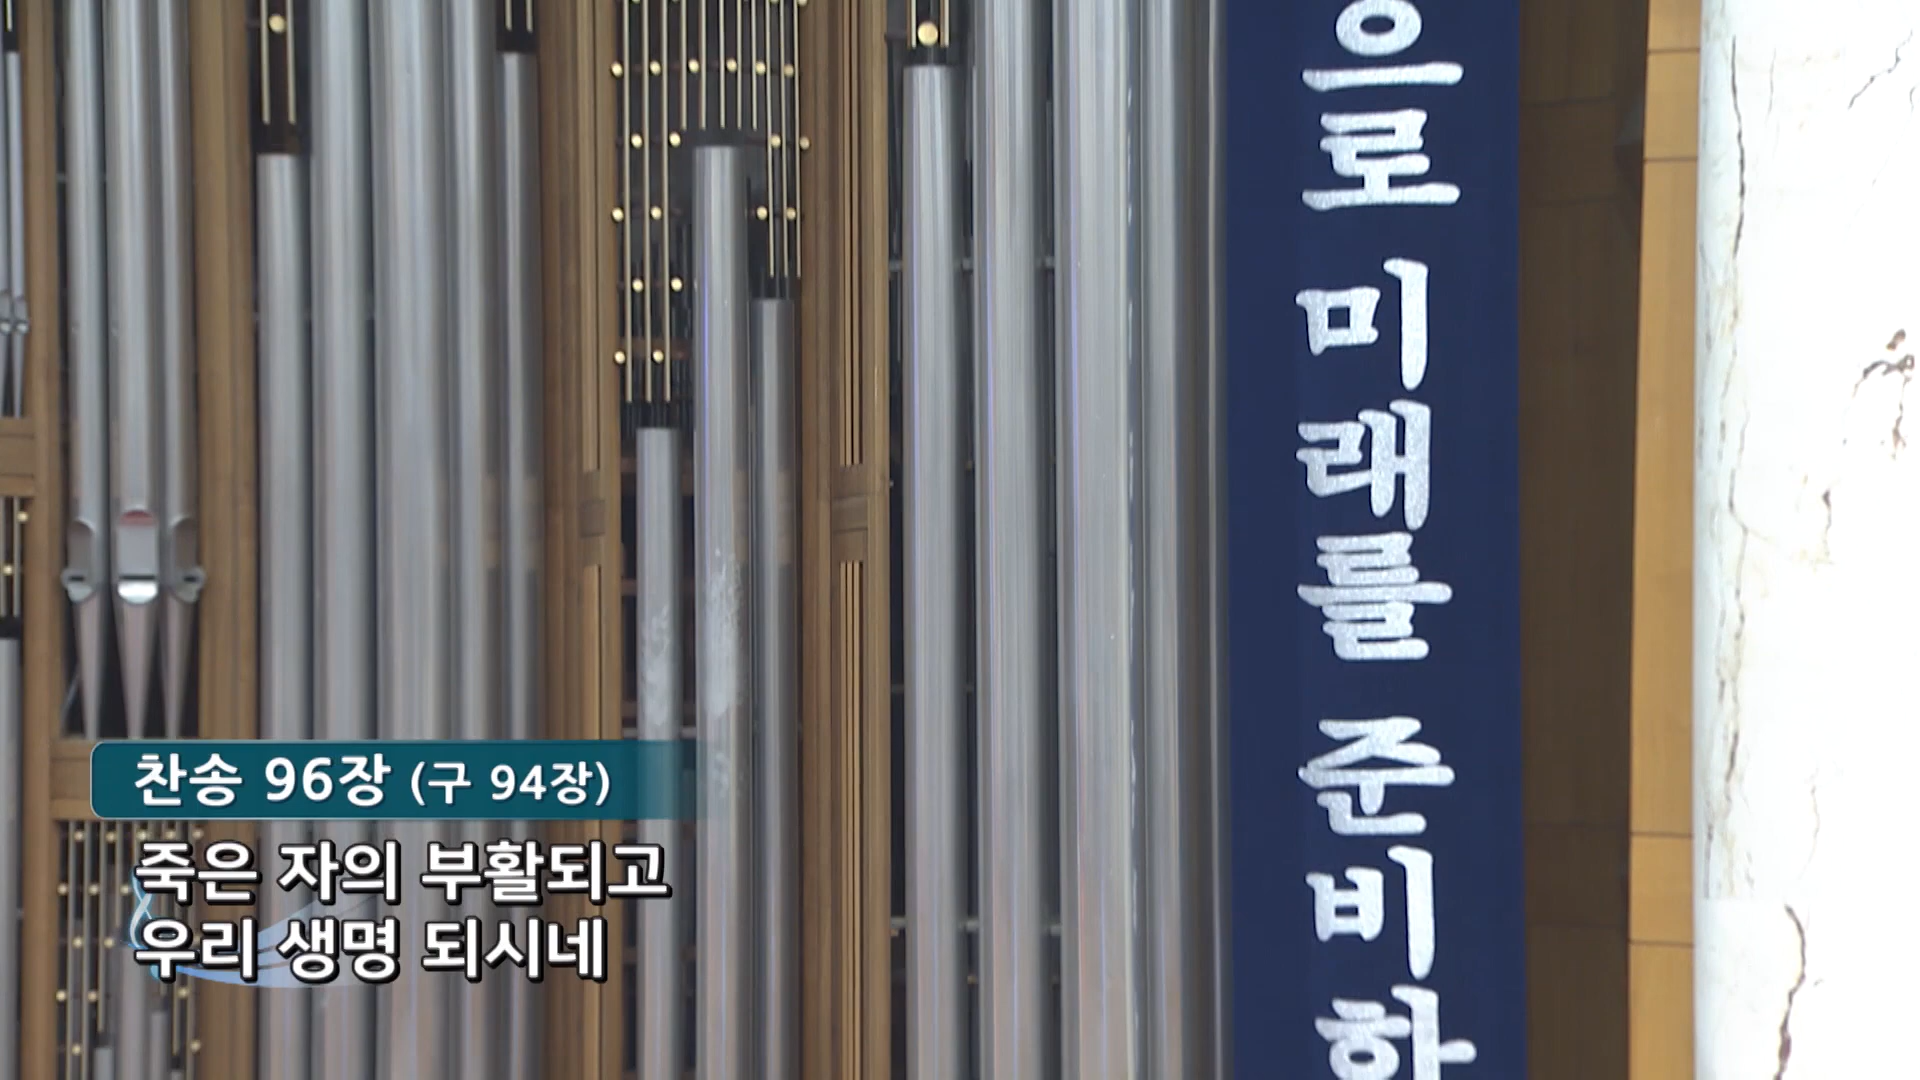 찬송 96장 (구 94장)
죽은 자의 부활되고
우리 생명 되시네
으로 미래를 준비하